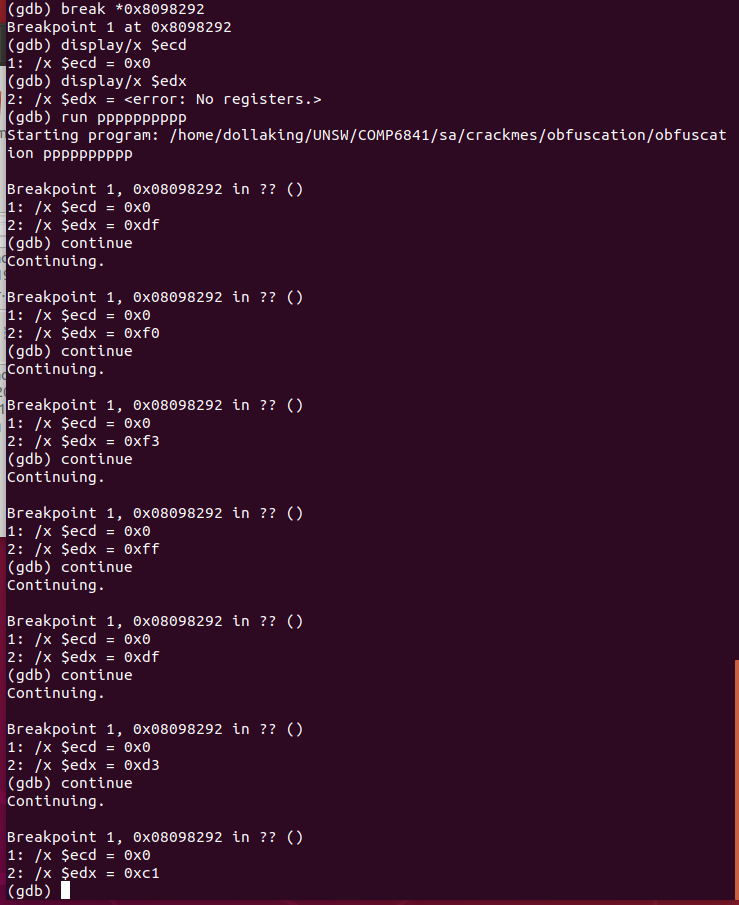 (gdb) break *0x8098292
Breakpoint 1 at 0x8098292
(gdb) display/x $ecd
1: /x $ecd = 0x0
(gdb) display/x $edx
2: /x $edx = <error: No registers.>
(gdb) run pppppppppp
Starting program: /home/dollaking/UNSW/COMP6841/sa/crackmes/obfuscation/obfuscat
ion pppppppppp
Breakpoint 1, 0x08098292 in ?? ()
1: /x $ecd = 0x0
2: /x $edx = 0xdf
(gdb) continue
Continuing.
Breakpoint 1, 0x08098292 in ?? ()
1: /x $ecd = 0x0
2: /x $edx = 0xf0
(gdb) continue
Continuing.
Breakpoint 1, 0x08098292 in ?? ()
1: /x $ecd = 0x0
2: /x $edx = 0xf3
(gdb) continue
Continuing.
Breakpoint 1, 0x08098292 in ?? ()
1: /x $ecd = 0x0
2: /x $edx = 0xff
(gdb) continue
Continuing.
Breakpoint 1, 0x08098292 in ?? ()
1: /x $ecd = 0x0
2: /x $edx = 0xdf
(gdb) continue
Continuing.
Breakpoint 1, 0x08098292 in ?? ()
1: /x $ecd = 0x0
2: /x $edx = 0xd3
(gdb) continue
Continuing.
Breakpoint 1, 0x08098292 in ?? ()
1: /x $ecd = 0x0
2: /x $edx = 0xc1
(gdb)